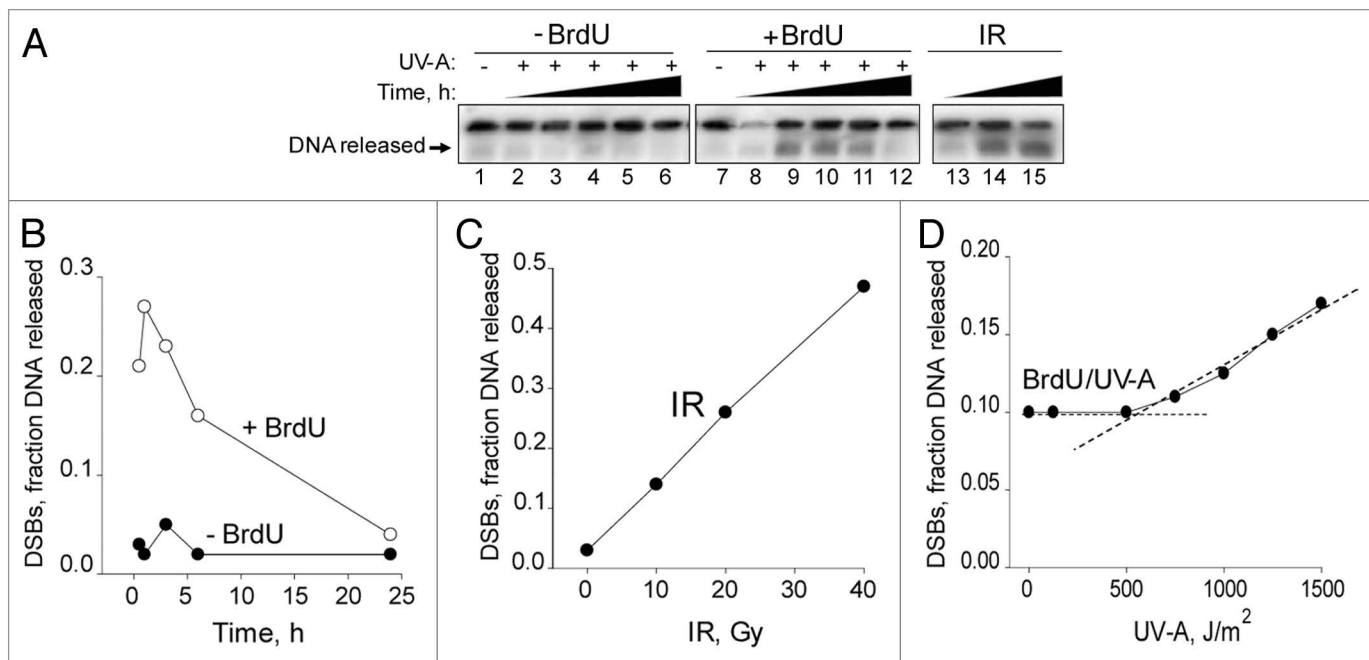 A
- BrdU +BrdU IR
UV-A: - + + + + + - + + + + +
Time, h:
DNA released
1 2 3 4 5 6 7 8 9 10 11 12 13 14 15
B
DSBs, fraction DNA released
0.3
0.2
0.1
0.0
+ BrdU
- BrdU
0 5 10 15 20 25
Time, h
C
DSBs, fraction DNA released
0.5
0.4
0.3
0.2
0.1
0.0
IR
0 10 20 30 40
IR, Gy
D
DSBs, fraction DNA released
0.20
0.15
0.10
0.05
0.00
BrdU/UV-A
0 500 1000 1500
UV-A, J/m²